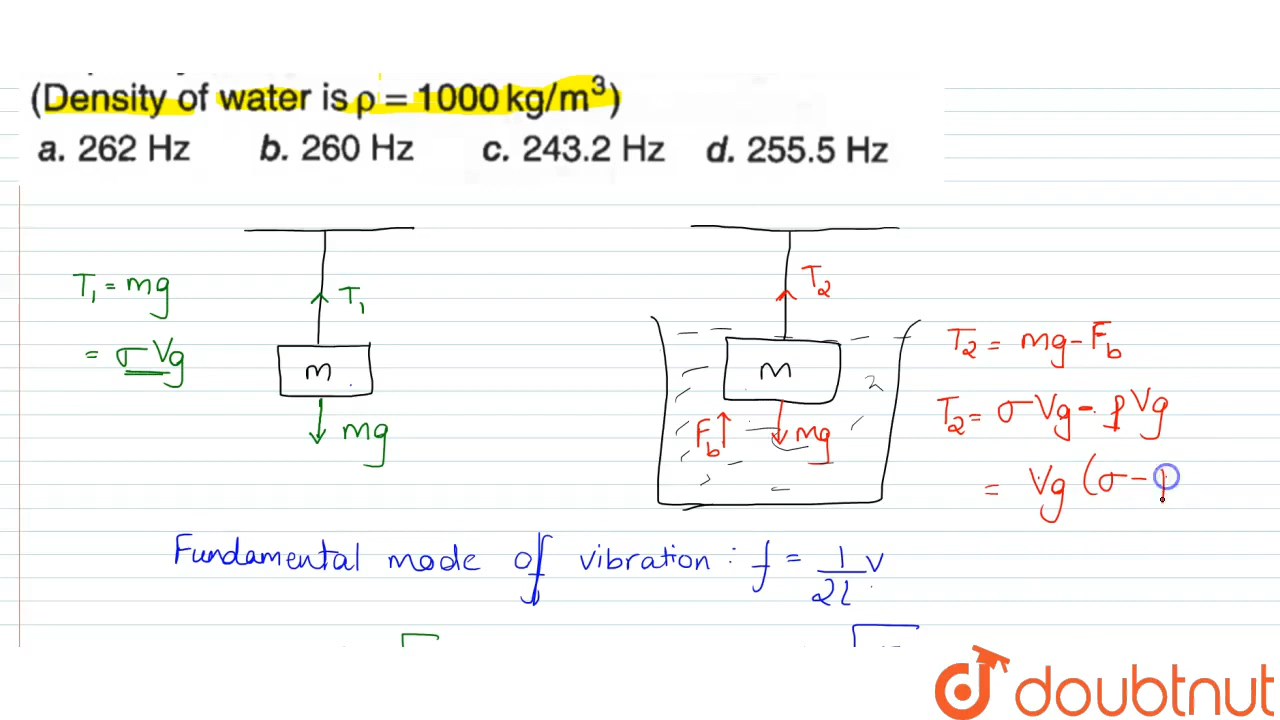 (Density of water is ρ = 1000 kg/m³)
a. 262 Hz b. 260 Hz c. 243.2 Hz d. 255.5 Hz
T₁ = mg
= σVg
T₁
m
mg
T₂
m
F_b
mg
T₂ = mg - F_b
T₂ = σVg - ρVg
= Vg (σ -
Fundamental mode of vibration : f = 1/2l v
doubtnut